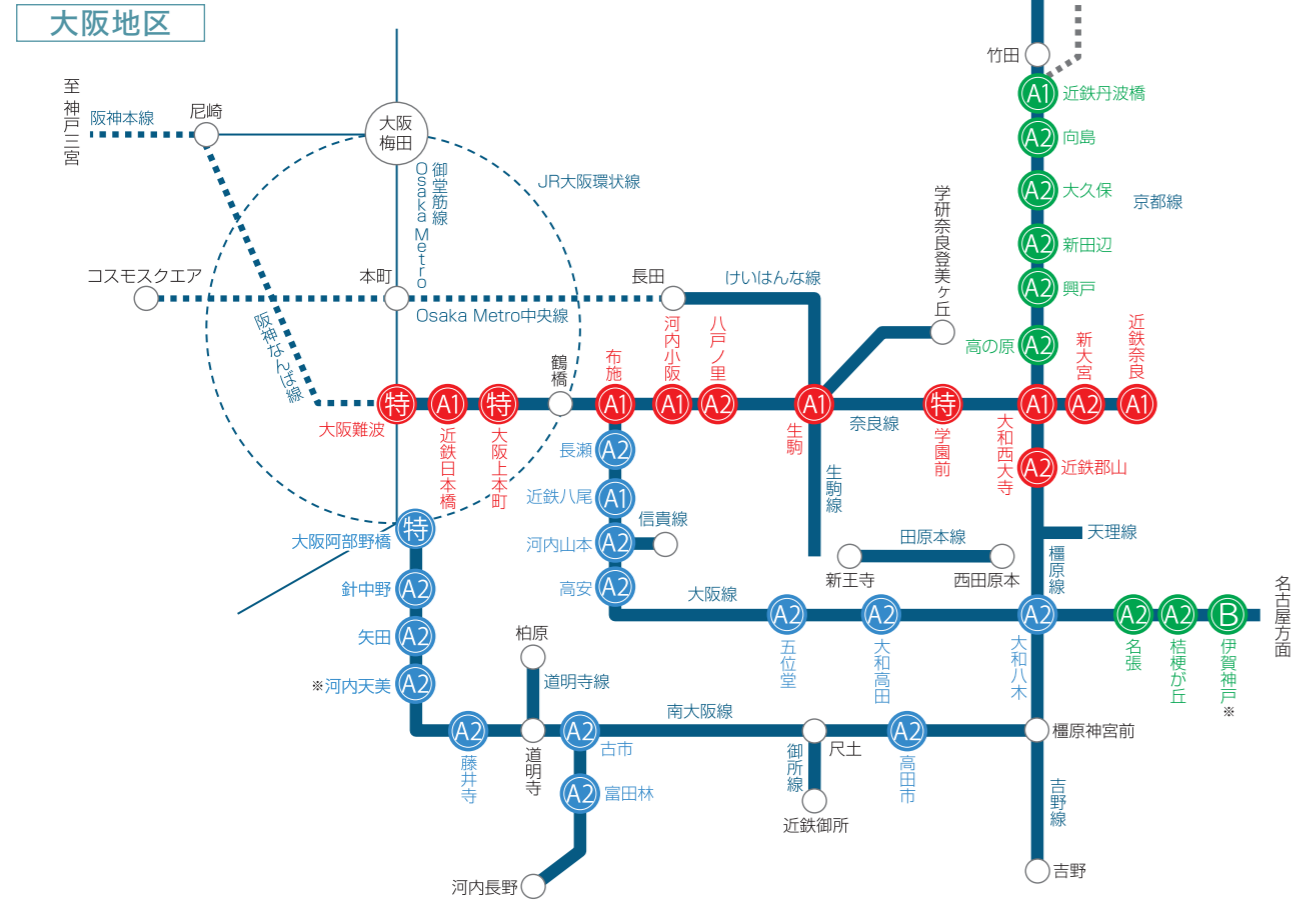 大阪地区
至神戸三宮
阪神本線
尼崎
大阪
梅田
御堂筋線
Osaka Metro
JR大阪環状線
コスモスクエア
本町
Osaka Metro中央線
長田
けいはんな線
学研奈良登美ヶ丘
阪神なんば線
竹田
A1 近鉄丹波橋
A2 向島
A2 大久保
京都線
A2 新田辺
A2 興戸
高の原 A2
特 大阪難波
A1 近鉄日本橋
特 大阪上本町
鶴橋
A1 布施
A1 河内小阪
A2 八戸ノ里
A1 生駒
奈良線
特 学園前
A1 大和西大寺
A2 新大宮
A1 近鉄奈良
A2 近鉄郡山
生駒線
長瀬 A2
近鉄八尾 A1
河内山本 A2
信貴線
高安 A2
田原本線
新王寺
西田原本
天理線
橿原線
大阪線
A2 五位堂
A2 大和高田
A2 大和八木
A2 名張
A2 桔梗が丘
B 伊賀神戸※
名古屋方面
大阪阿部野橋 特
針中野 A2
矢田 A2
※河内天美 A2
A2 藤井寺
柏原
道明寺線
道明寺
A2 古市
A2 富田林
河内長野
南大阪線
尺土
御所線
近鉄御所
A2 高田市
橿原神宮前
吉野線
吉野